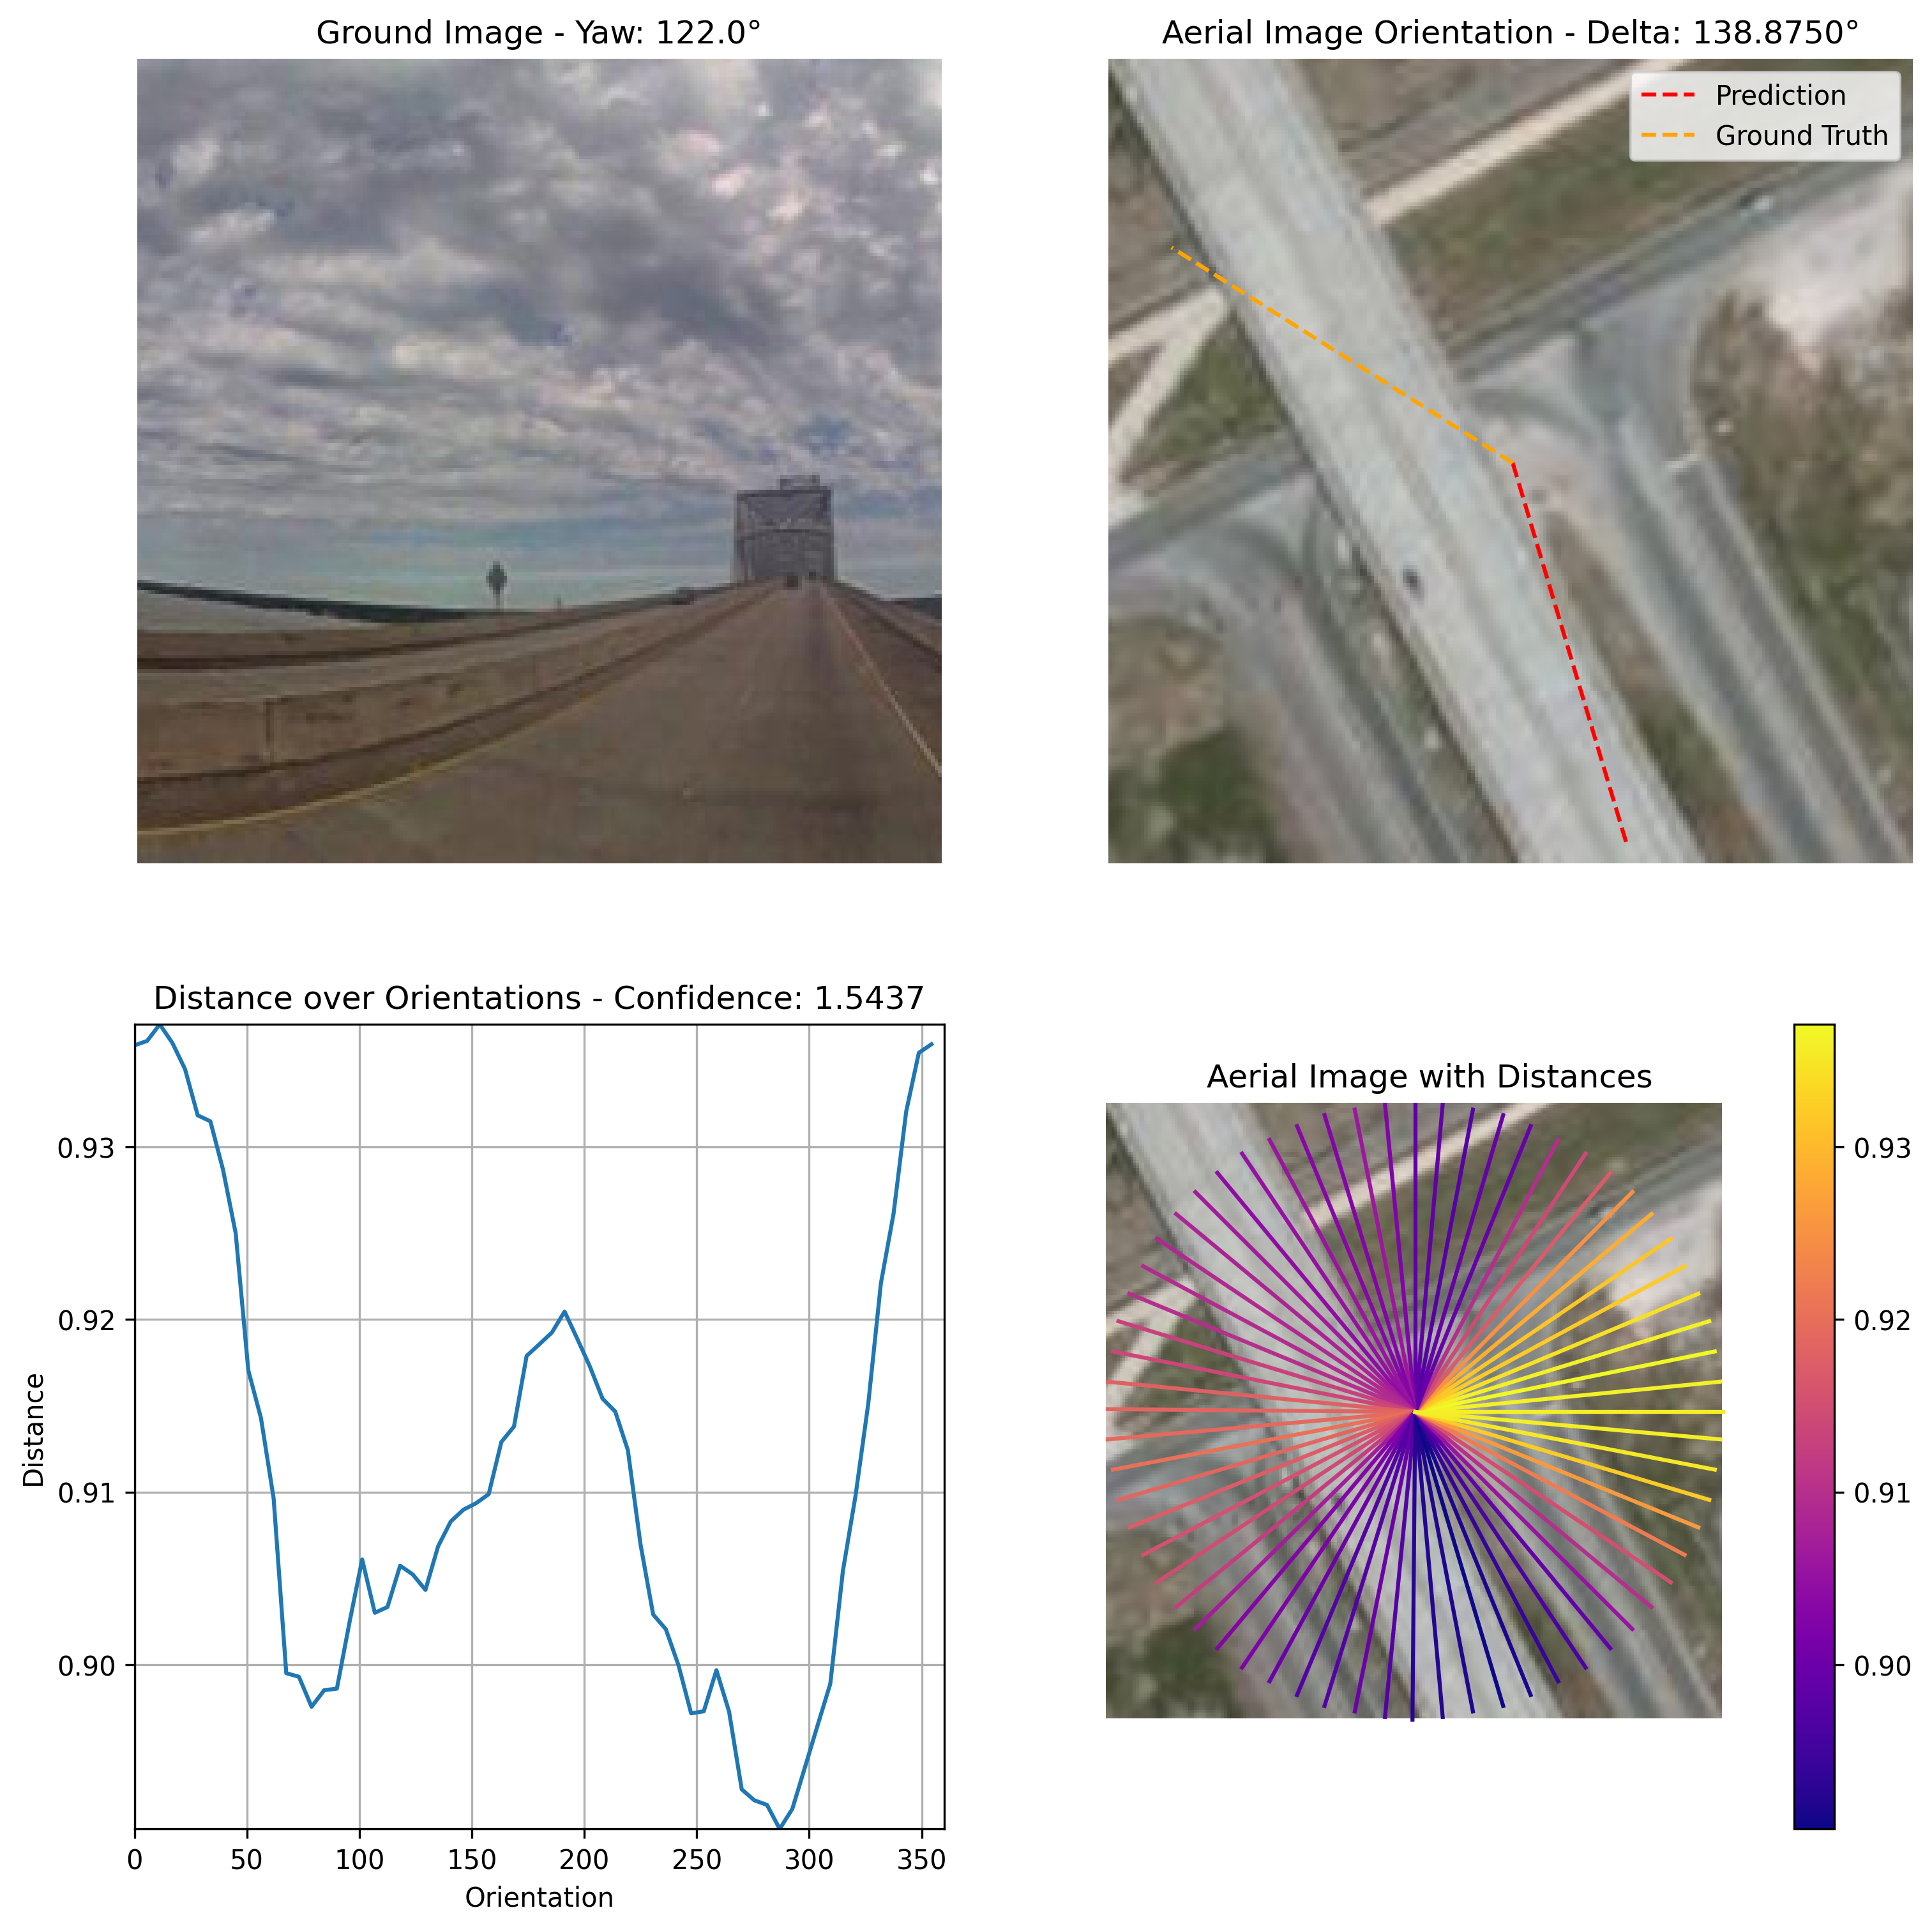 Ground Image - Yaw: 122.0°
Aerial Image Orientation - Delta: 138.8750°
Prediction
Ground Truth
Distance over Orientations - Confidence: 1.5437
0.93
0.92
0.91
0.90
Distance
0 50 100 150 200 250 300 350
Orientation
Aerial Image with Distances
0.93
0.92
0.91
0.90